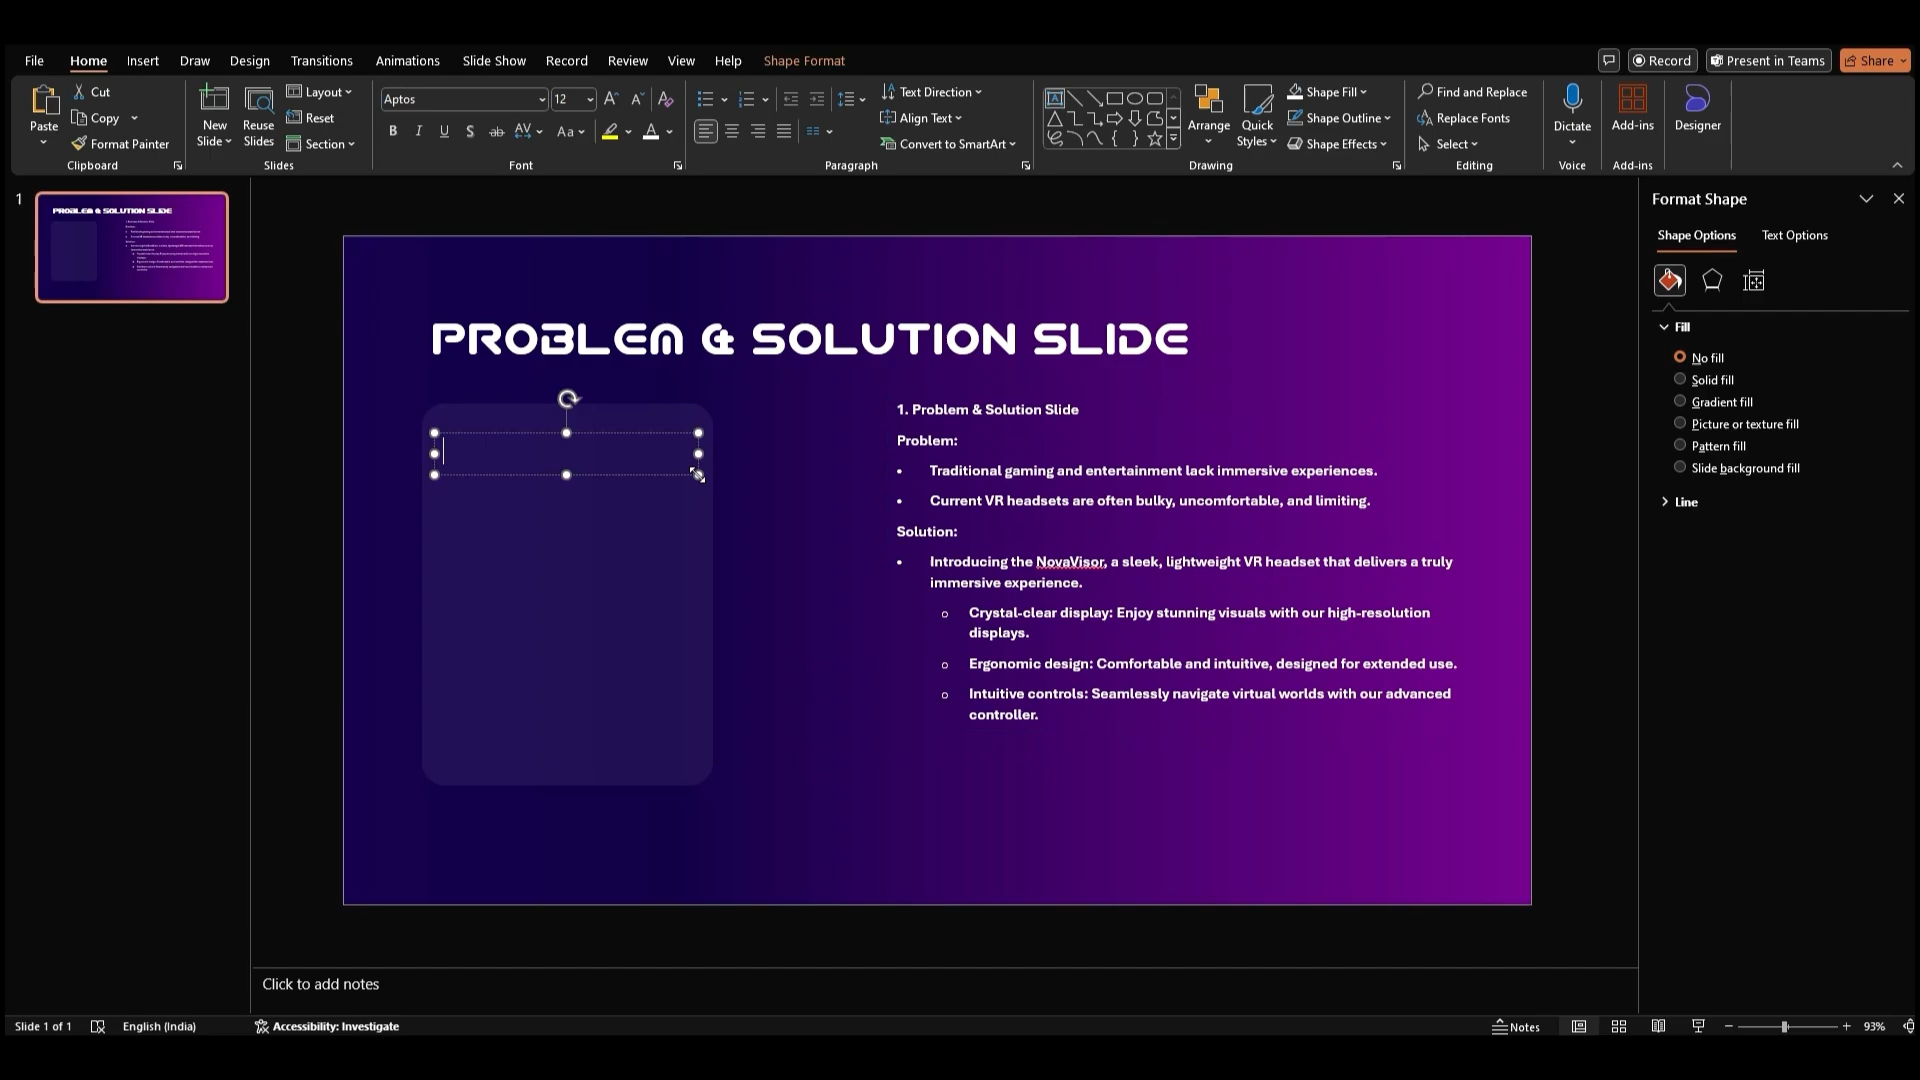 File Home Insert Draw Design Transitions Animations Slide Show Record Review View Help Shape Format Record Present in Teams Share
Paste Cut
Copy
Format Painter
Clipboard
New Slide
Reuse Slides
Layout
Reset
Section
Slides
Aptos 12
B I U S ab AV Aa A
Font
Text Direction
Align Text
Convert to SmartArt
Paragraph
Arrange
Quick Styles
Shape Fill
Shape Outline
Shape Effects
Drawing
Find and Replace
Replace Fonts
Select
Editing
Dictate
Voice
Add-ins
Add-ins
Designer
1
PROBLEM & SOLUTION SLIDE
PROBLEM & SOLUTION SLIDE
1. Problem & Solution Slide
Problem:
• Traditional gaming and entertainment lack immersive experiences.
• Current VR headsets are often bulky, uncomfortable, and limiting.
Solution:
• Introducing the NovaVisor, a sleek, lightweight VR headset that delivers a truly
immersive experience.
o Crystal-clear display: Enjoy stunning visuals with our high-resolution
displays.
o Ergonomic design: Comfortable and intuitive, designed for extended use.
o Intuitive controls: Seamlessly navigate virtual worlds with our advanced
controller.
Format Shape
Shape Options Text Options
Fill
No fill
Solid fill
Gradient fill
Picture or texture fill
Pattern fill
Slide background fill
Line
Click to add notes
Slide 1 of 1 English (India) Accessibility: Investigate Notes 93%